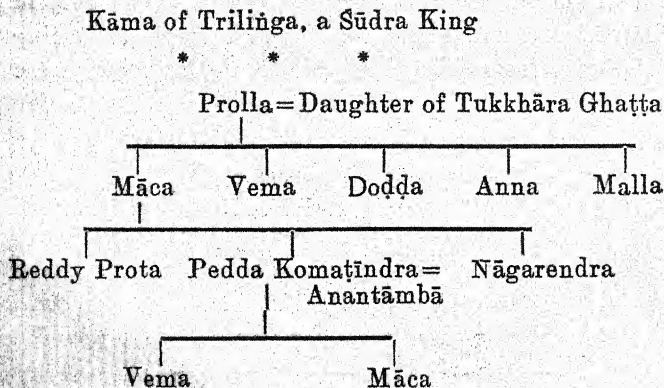 Kāma of Triliṅga, a Śūdra King
* * *
Prolla=Daughter of Tukkhāra Ghaṭṭa
Māca Vema Doḍḍa Anna Malla
Reddy Prota Pedda Komaṭīndra= Nāgarendra
Anantāmbā
Vema Māca